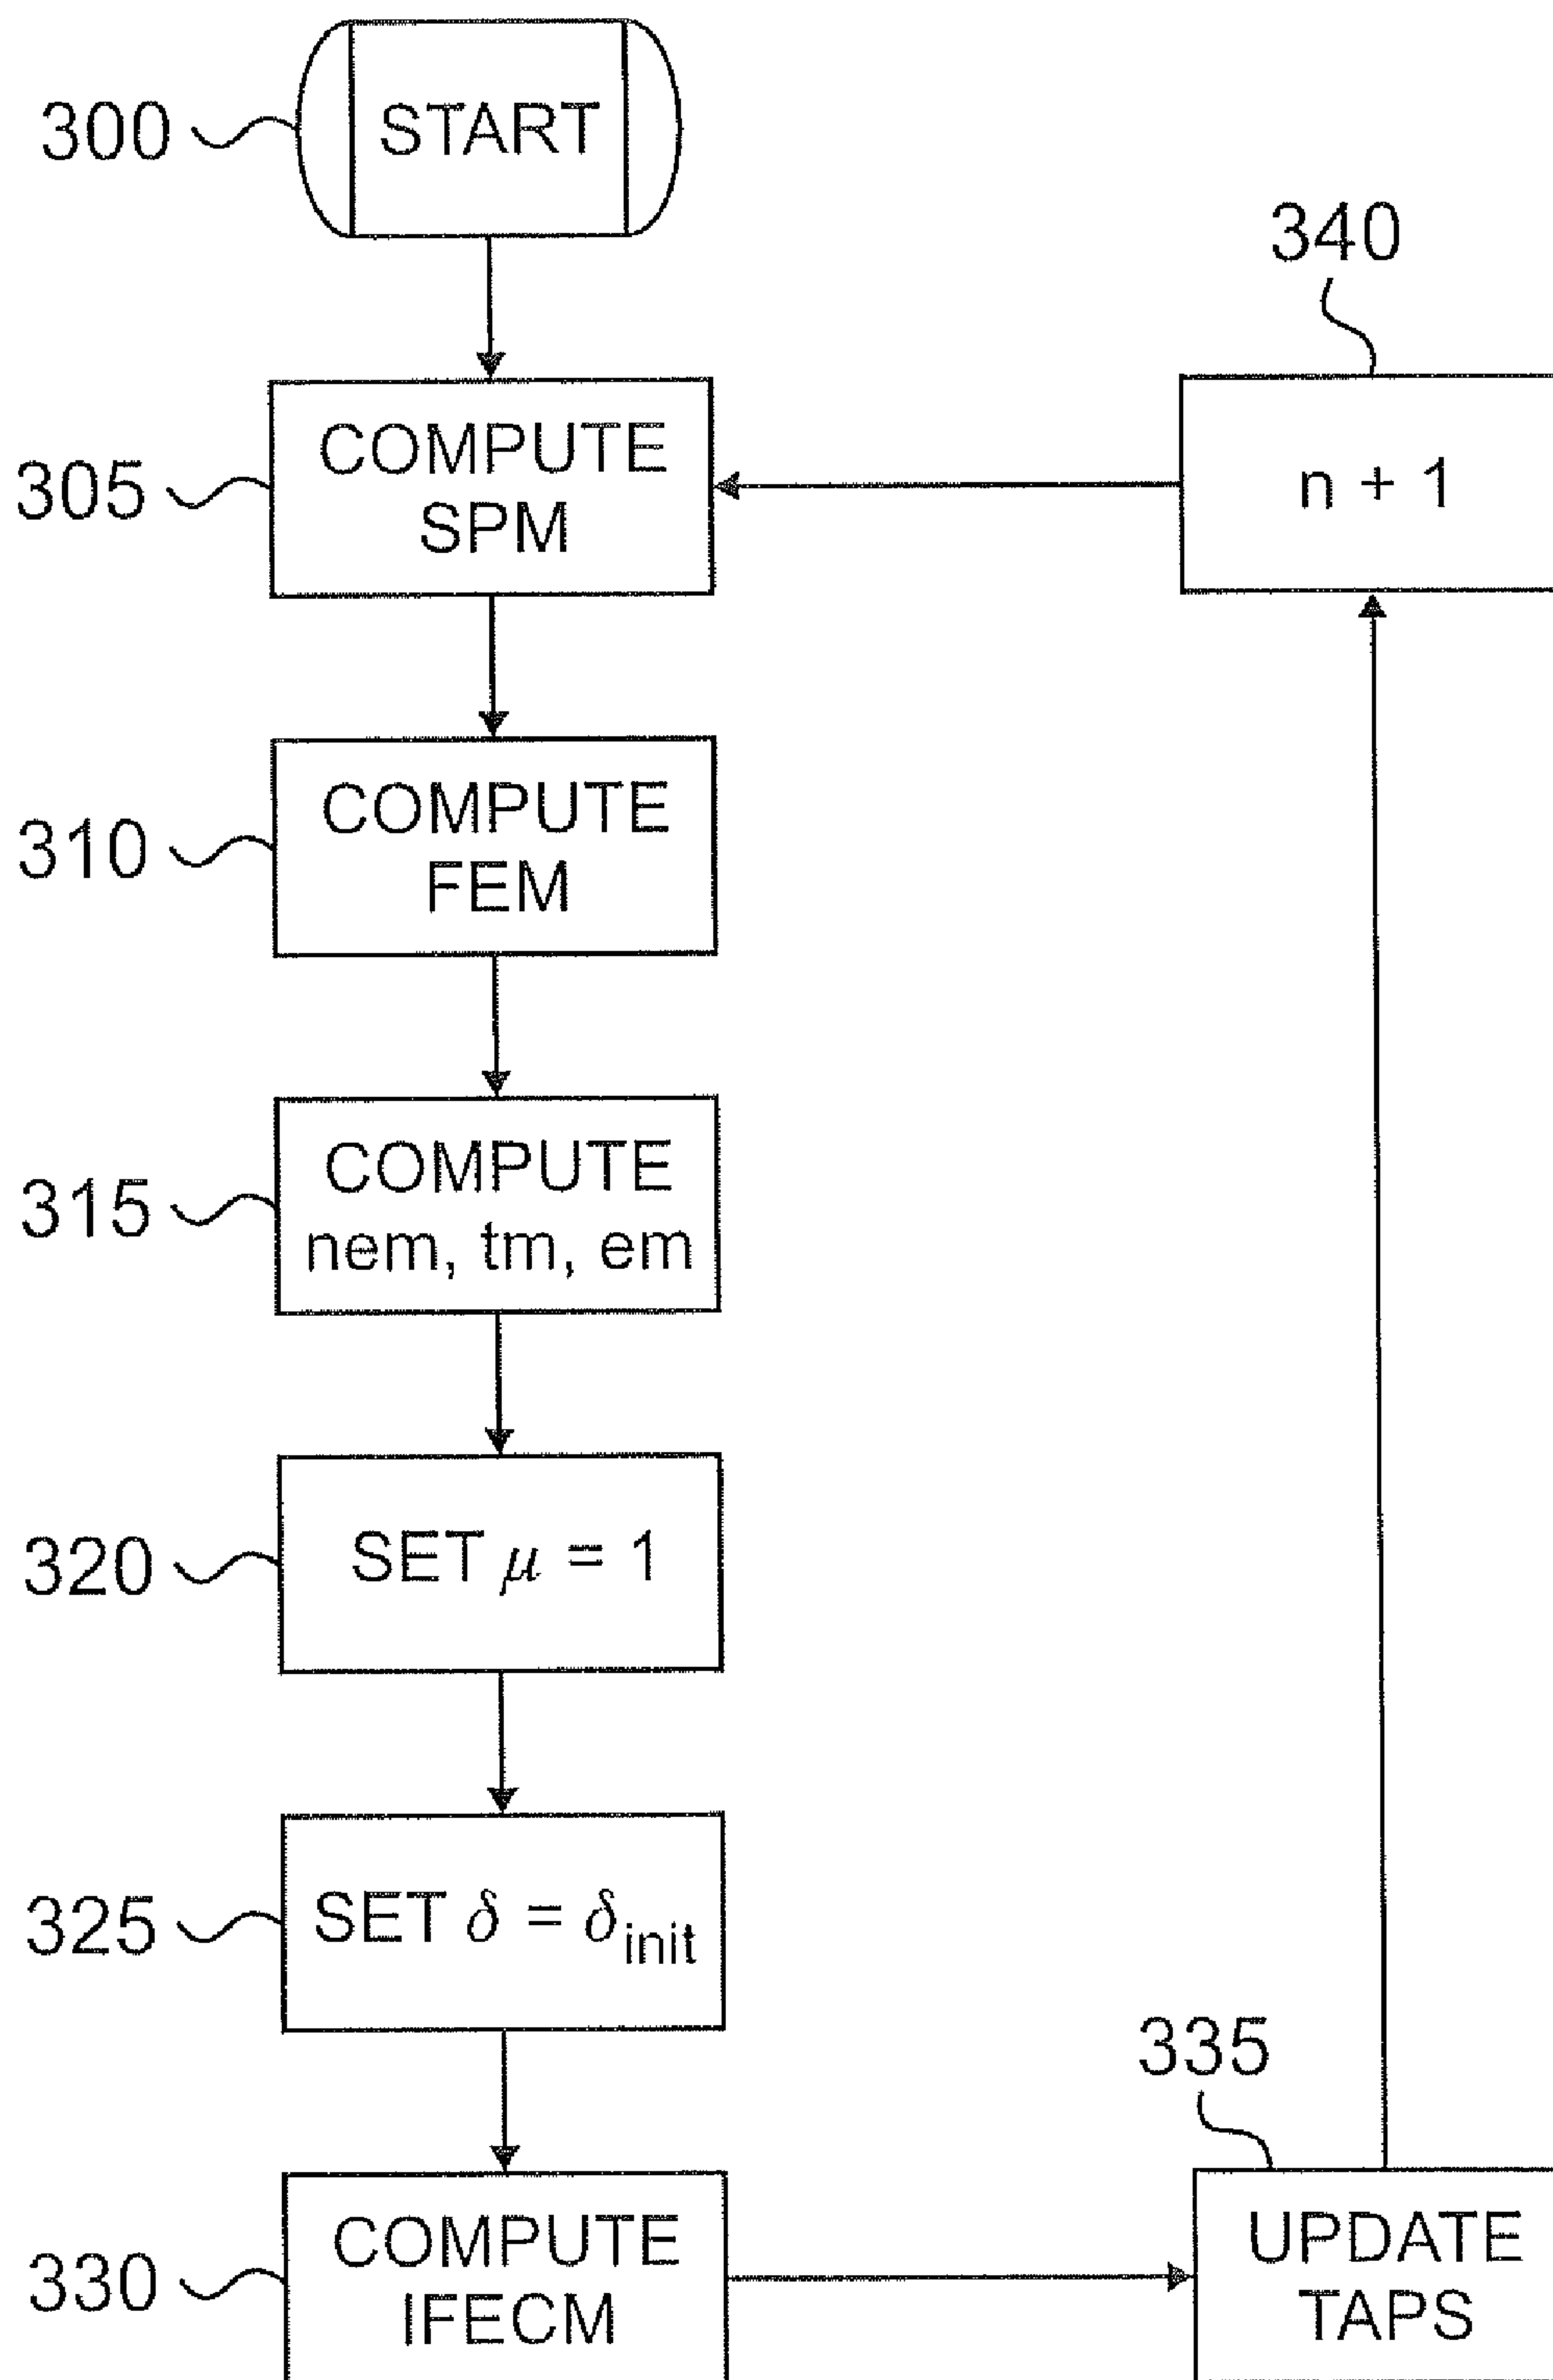 300
START
340
305
COMPUTE
SPM
n + 1
310
COMPUTE
FEM
315
COMPUTE
nem, tm, em
320
SET μ = 1
325
SET δ = δinit
335
330
COMPUTE
IFECM
UPDATE
TAPS